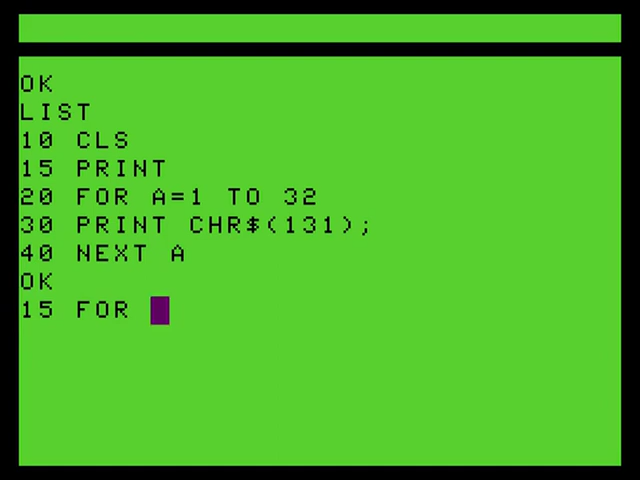 OK
LIST
10 CLS
15 PRINT
20 FOR A=1 TO 32
30 PRINT CHR$(131);
40 NEXT A
OK
15 FOR